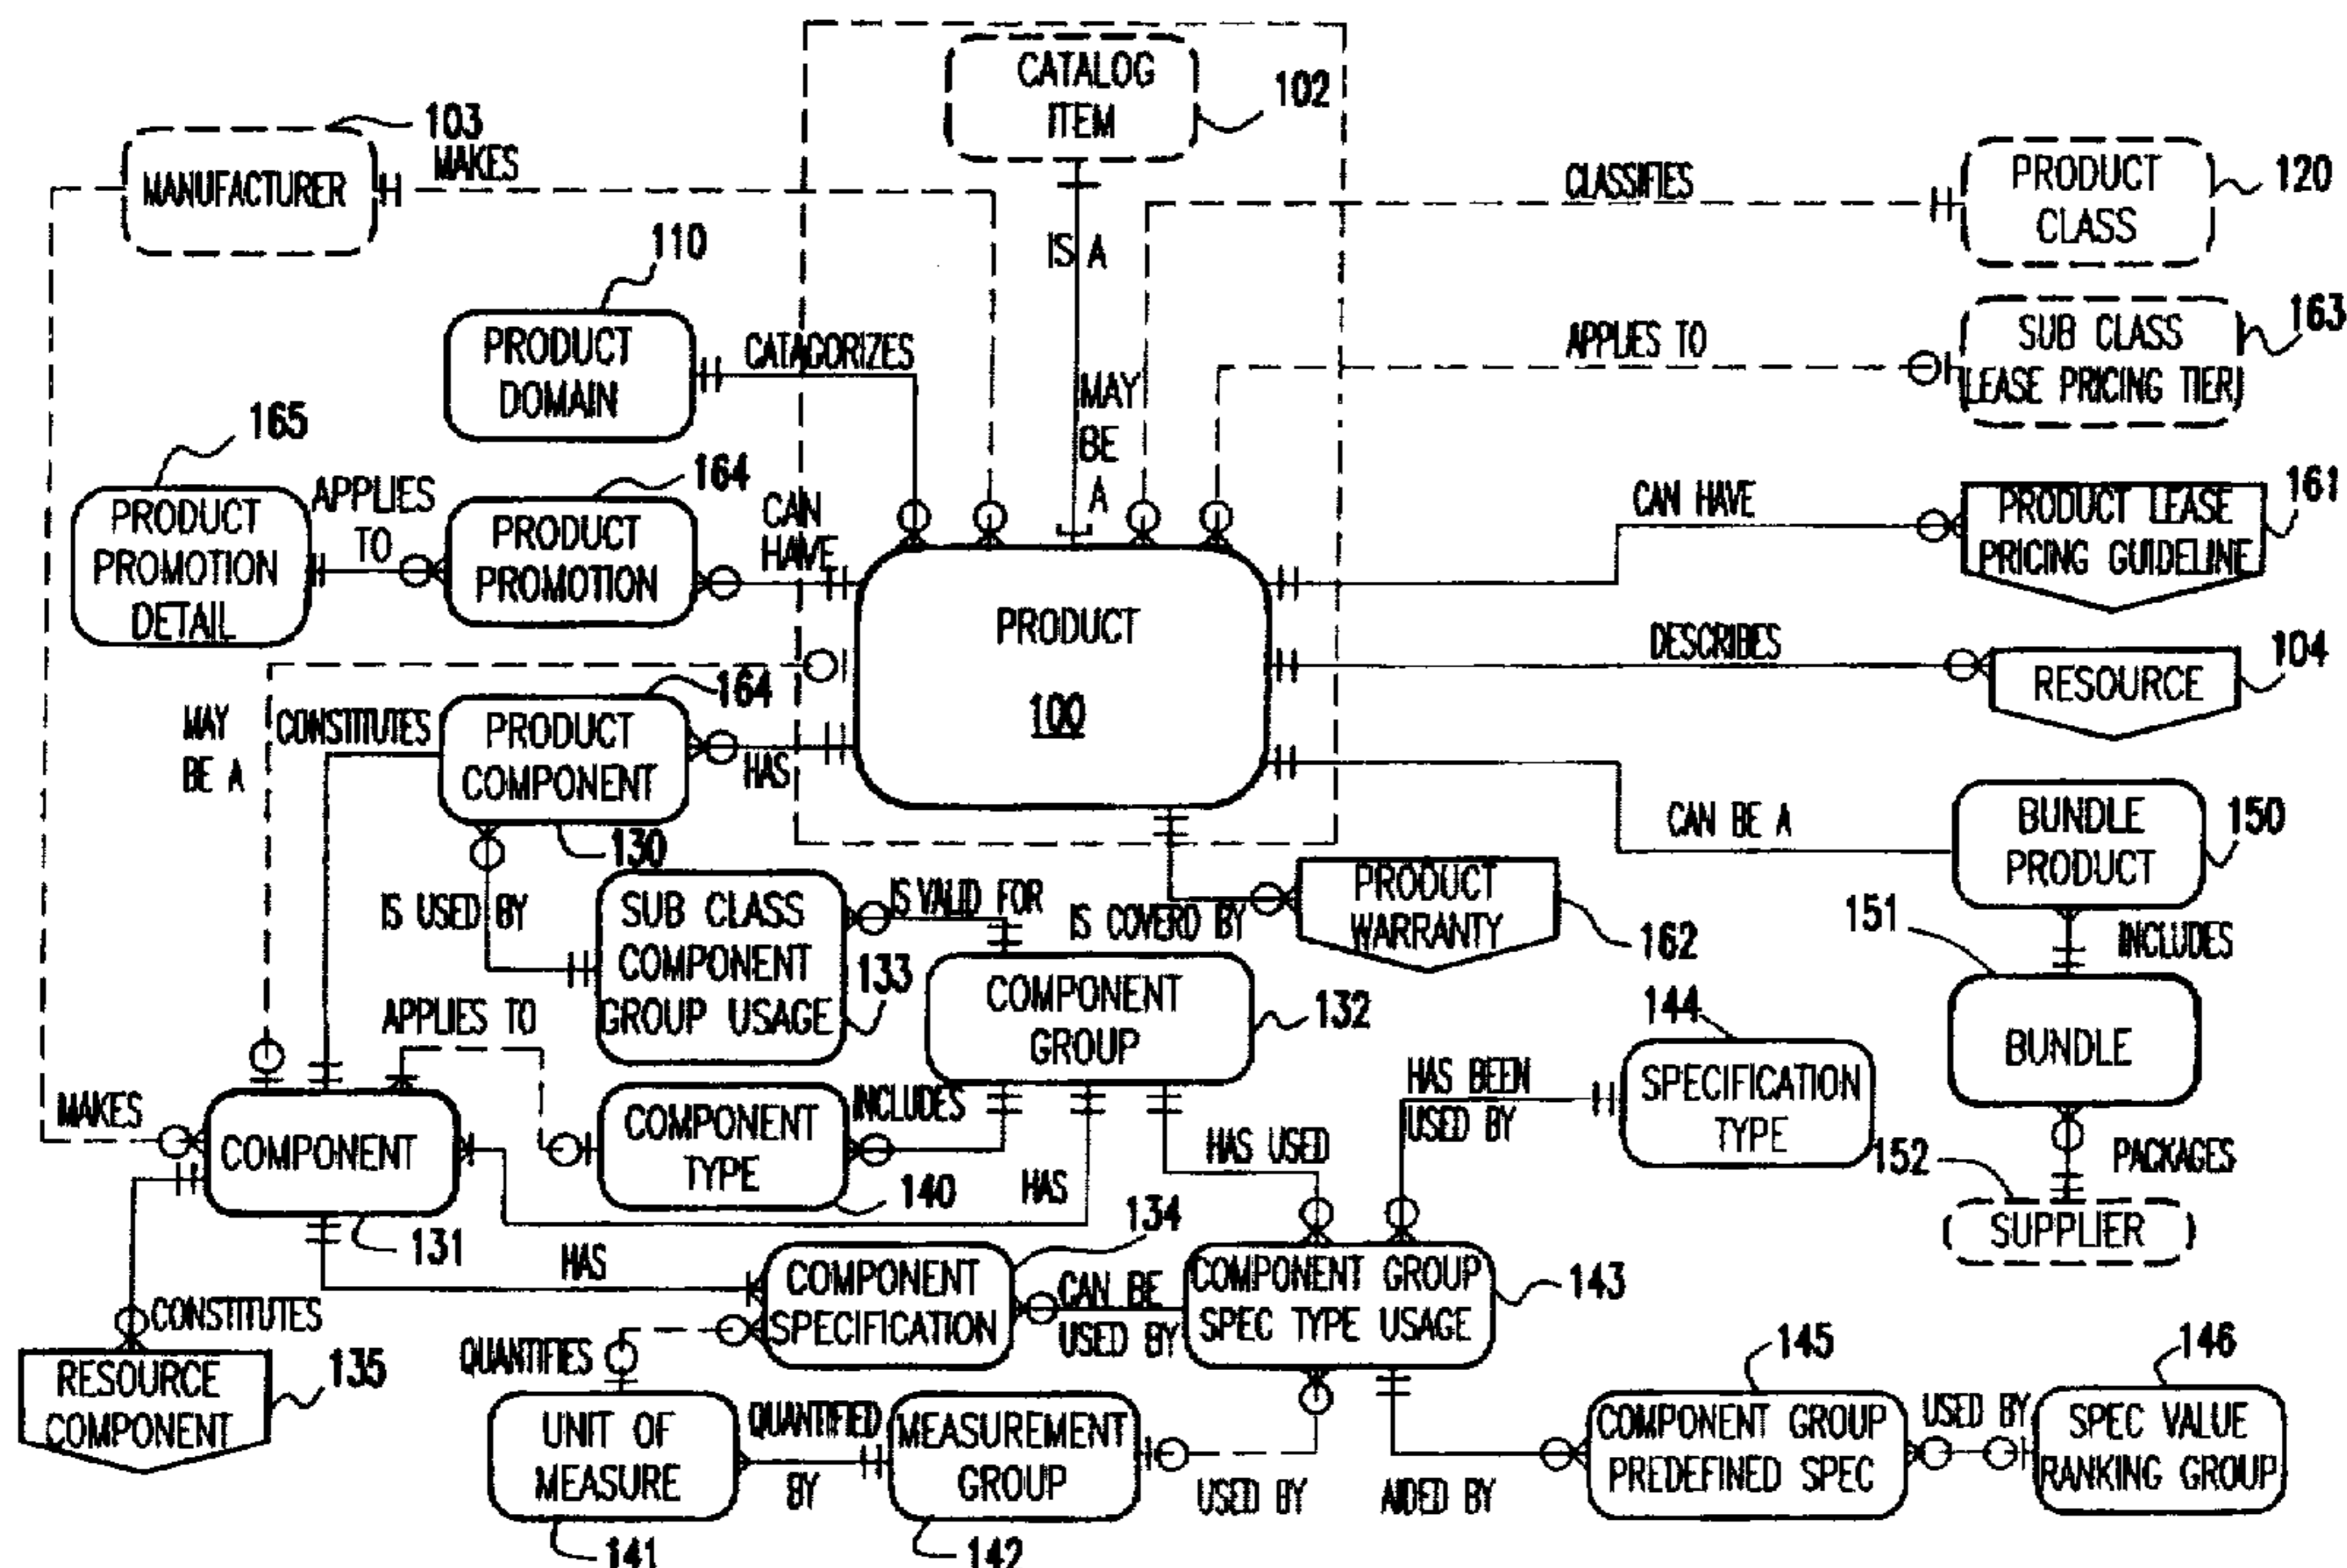 CATALOG
ITEM
102
103
MAKES
MANUFACTURER
CLASSIFIES
PRODUCT
CLASS
120
110
IS A
PRODUCT
DOMAIN
CATAGORIZES
MAY
BE
A
APPLIES TO
SUB CLASS
LEASE PRICING TIER
163
165
PRODUCT
PROMOTION
DETAIL
APPLIES
TO
164
PRODUCT
PROMOTION
CAN
HAVE
CAN HAVE
PRODUCT LEASE
PRICING GUIDELINE
161
PRODUCT
100
DESCRIBES
RESOURCE
104
MAY
BE A
CONSTITUTES
164
PRODUCT
COMPONENT
130
HAS
CAN BE A
BUNDLE
PRODUCT
150
IS USED BY
SUB CLASS
COMPONENT
GROUP USAGE
133
IS VALID FOR
IS COVERD BY
PRODUCT
WARRANTY
162
151
INCLUDES
COMPONENT
GROUP
132
144
SPECIFICATION
TYPE
BUNDLE
APPLIES TO
HAS BEEN
USED BY
MAKES
COMPONENT
131
COMPONENT
TYPE
140
INCLUDES
HAS
HAS USED
152
PACKAGES
SUPPLIER
134
HAS
COMPONENT
SPECIFICATION
CAN BE
USED BY
COMPONENT GROUP
SPEC TYPE USAGE
143
CONSTITUTES
RESOURCE
COMPONENT
135
QUANTIFIES
UNIT OF
MEASURE
141
QUANTIFIED
BY
MEASUREMENT
GROUP
142
USED BY
AIDED BY
145
COMPONENT GROUP
PREDEFINED SPEC
USED BY
146
SPEC VALUE
RANKING GROUP